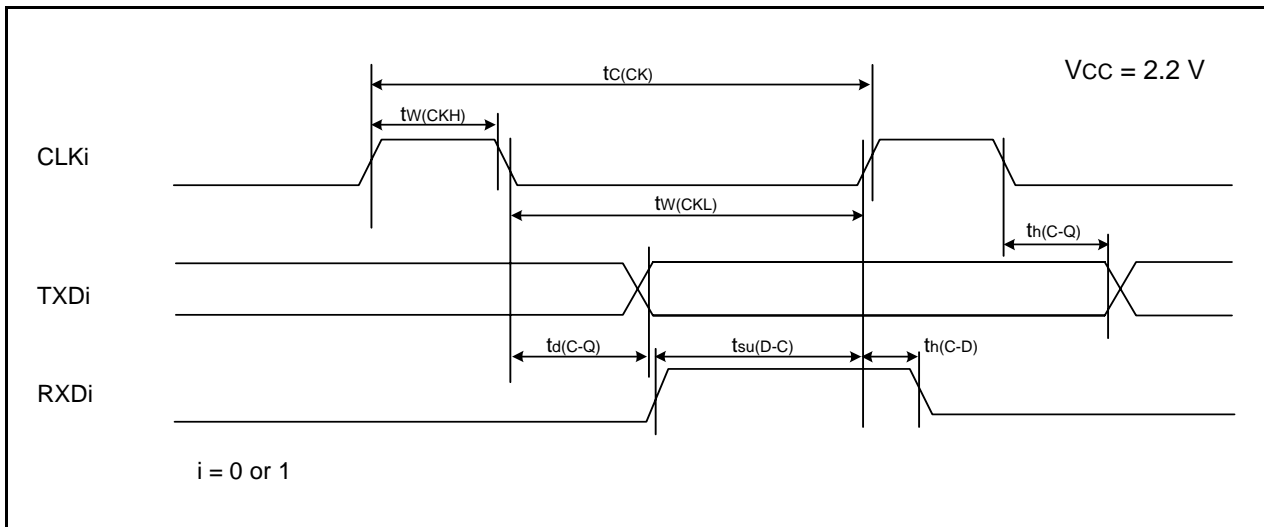 tC(CK)
VCC = 2.2 V
tW(CKH)
CLKi
tW(CKL)
th(C-Q)
TXDi
td(C-Q)
tsu(D-C)
th(C-D)
RXDi
i = 0 or 1